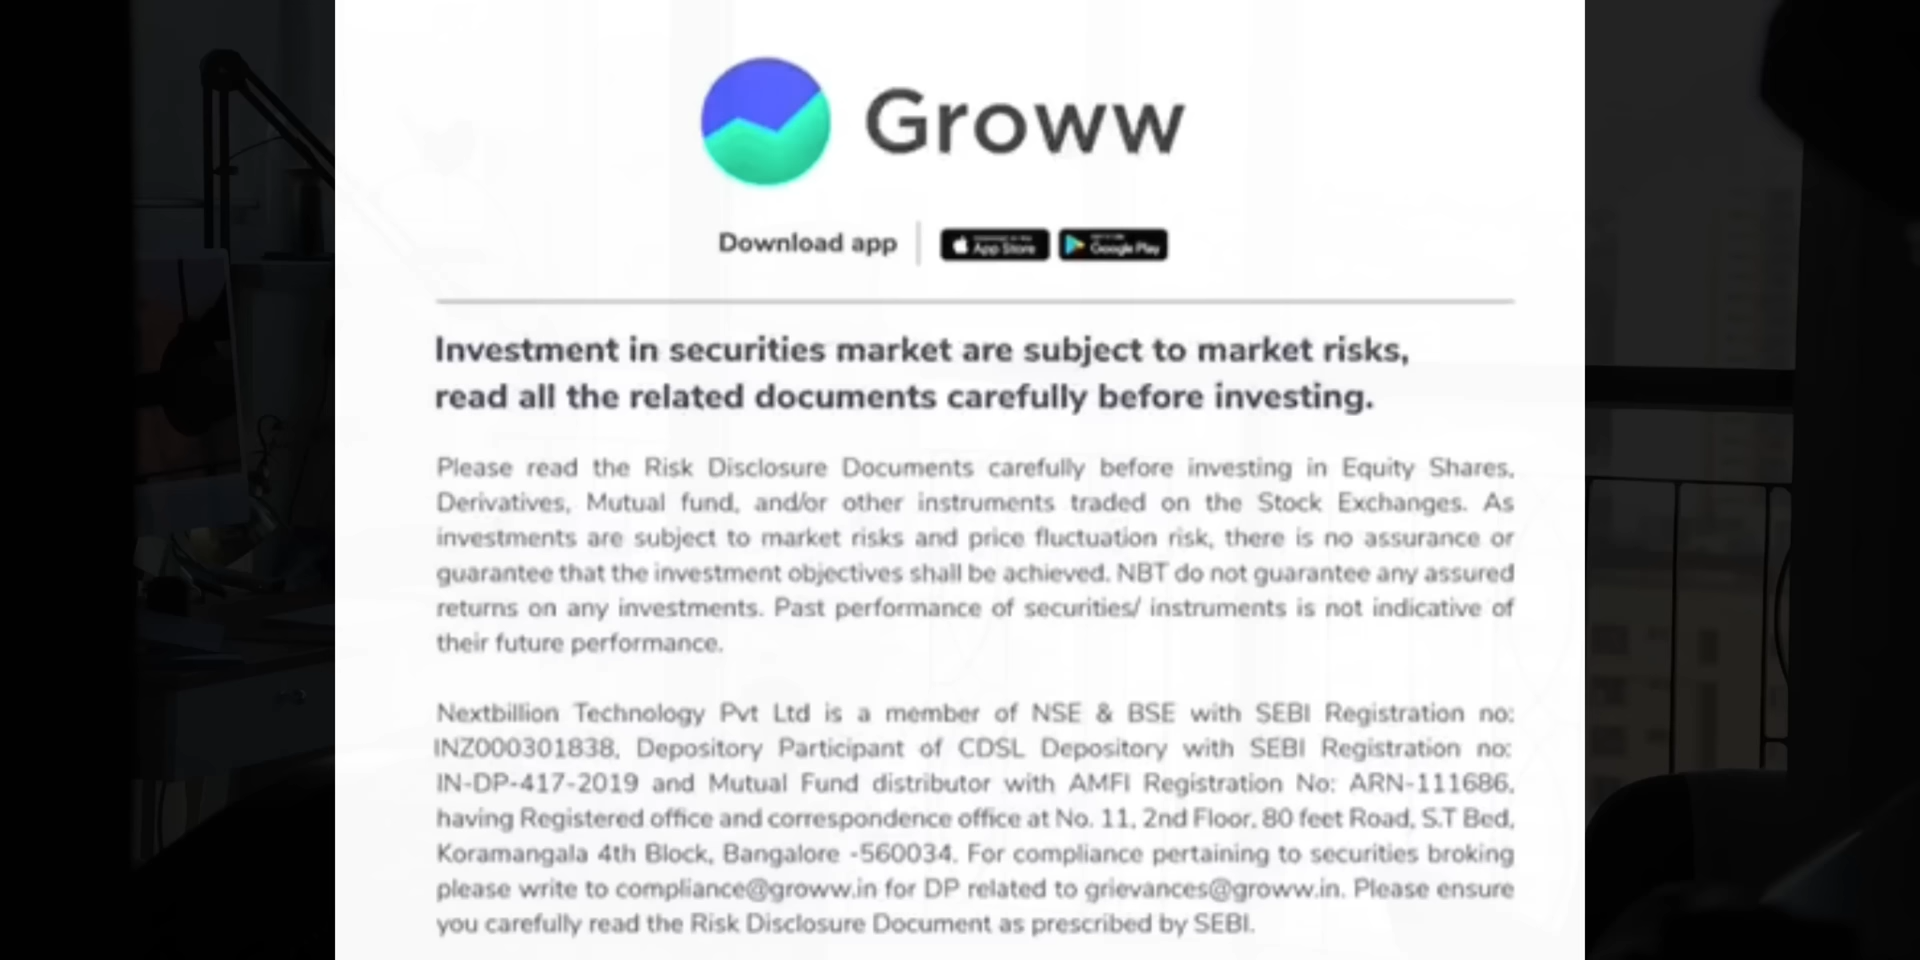 Groww
Download app
App Store
Google Play
Investment in securities market are subject to market risks,
read all the related documents carefully before investing.
Please read the Risk Disclosure Documents carefully before investing in Equity Shares,
Derivatives, Mutual fund, and/or other instruments traded on the Stock Exchanges. As
investments are subject to market risks and price fluctuation risk, there is no assurance or
guarantee that the investment objectives shall be achieved. NBT do not guarantee any assured
returns on any investments. Past performance of securities/ instruments is not indicative of
their future performance.
Nextbillion Technology Pvt Ltd is a member of NSE & BSE with SEBI Registration no:
INZ000301838, Depository Participant of CDSL Depository with SEBI Registration no:
IN-DP-417-2019 and Mutual Fund distributor with AMFI Registration No: ARN-111686,
having Registered office and correspondence office at No. 11, 2nd Floor, 80 feet Road, S.T Bed,
Koramangala 4th Block, Bangalore -560034. For compliance pertaining to securities broking
please write to compliance@groww.in for DP related to grievances@groww.in. Please ensure
you carefully read the Risk Disclosure Document as prescribed by SEBI.